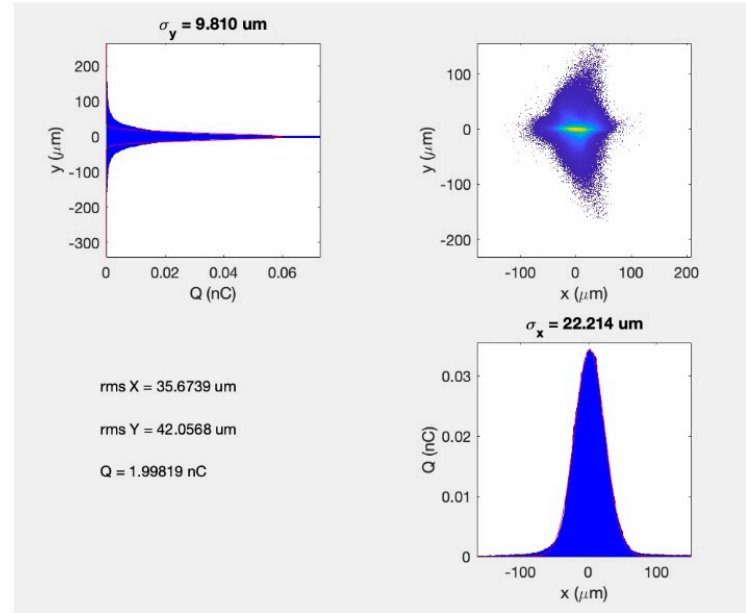 σy = 9.810 um
200
100
0
-100
-200
-300
y (μm)
0 0.02 0.04 0.06
Q (nC)
100
0
-100
-200
y (μm)
-100 0 100 200
x (μm)
rms X = 35.6739 um
rms Y = 42.0568 um
Q = 1.99819 nC
σx = 22.214 um
0.03
0.02
0.01
0
Q (nC)
-100 0 100
x (μm)